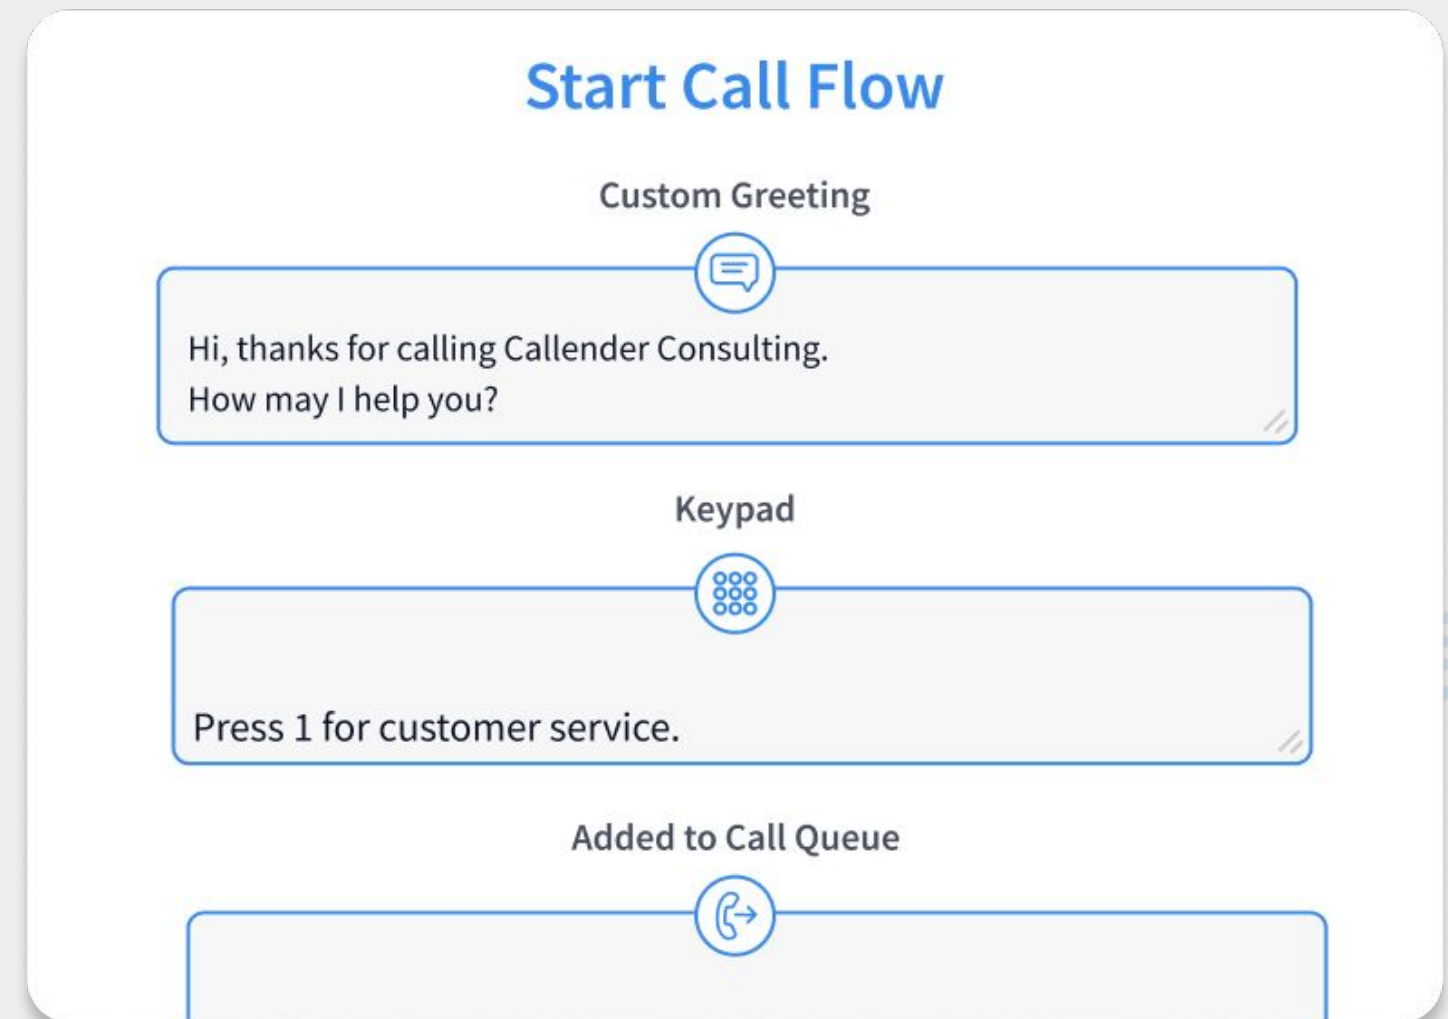 Start Call Flow
Custom Greeting
Hi, thanks for calling Callender Consulting.
How may I help you?
Keypad
Press 1 for customer service.
Added to Call Queue